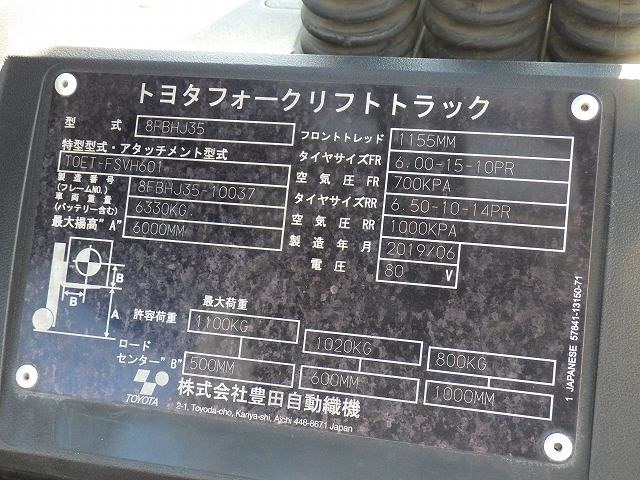 トヨタフォークリフトトラック
型式 8FBHJ35
特型型式・アタッチメント型式
TOET-FSVH601
製造番号(フレームNO.) 8FBHJ35-10037
車両重量(バッテリー含む) 6330KG.
最大揚高"A" 6000MM
フロントトレッド 1155MM
タイヤサイズFR 6.00-15-10PR
空気圧 FR 700KPA
タイヤサイズRR 6.50-10-14PR
空気圧 RR 1000KPA
製造年月 2019/06
電圧 80 V
B
B
A
最大荷重
許容荷重 1100KG 1020KG 800KG
ロードセンター"B" 500MM 600MM 1000MM
TOYOTA
株式会社豊田自動織機
2-1, Toyoda-cho, Kariya-shi, Aichi 448-8671 Japan
1 JAPANESE 57641-13150-71